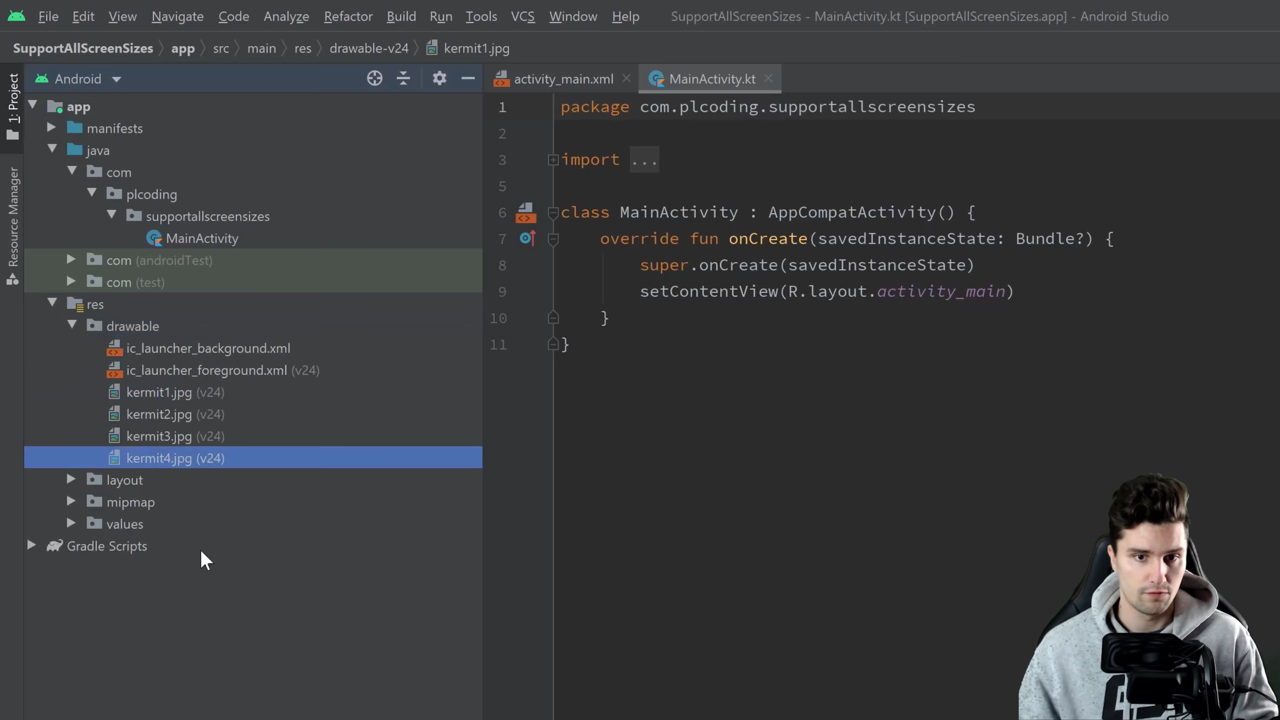 File Edit View Navigate Code Analyze Refactor Build Run Tools VCS Window Help SupportAllScreenSizes - MainActivity.kt [SupportAllScreenSizes.app] - Android Studio
SupportAllScreenSizes app src main res drawable-v24 kermit1.jpg
1: Project
Resource Manager
Android
app
manifests
java
com
plcoding
supportallscreensizes
MainActivity
com (androidTest)
com (test)
res
drawable
ic_launcher_background.xml
ic_launcher_foreground.xml (v24)
kermit1.jpg (v24)
kermit2.jpg (v24)
kermit3.jpg (v24)
kermit4.jpg (v24)
layout
mipmap
values
Gradle Scripts
activity_main.xml MainActivity.kt
1 package com.plcoding.supportallscreensizes
2
3 import ...
5
6 class MainActivity : AppCompatActivity() {
7 override fun onCreate(savedInstanceState: Bundle?) {
8 super.onCreate(savedInstanceState)
9 setContentView(R.layout.activity_main)
10 }
11 }